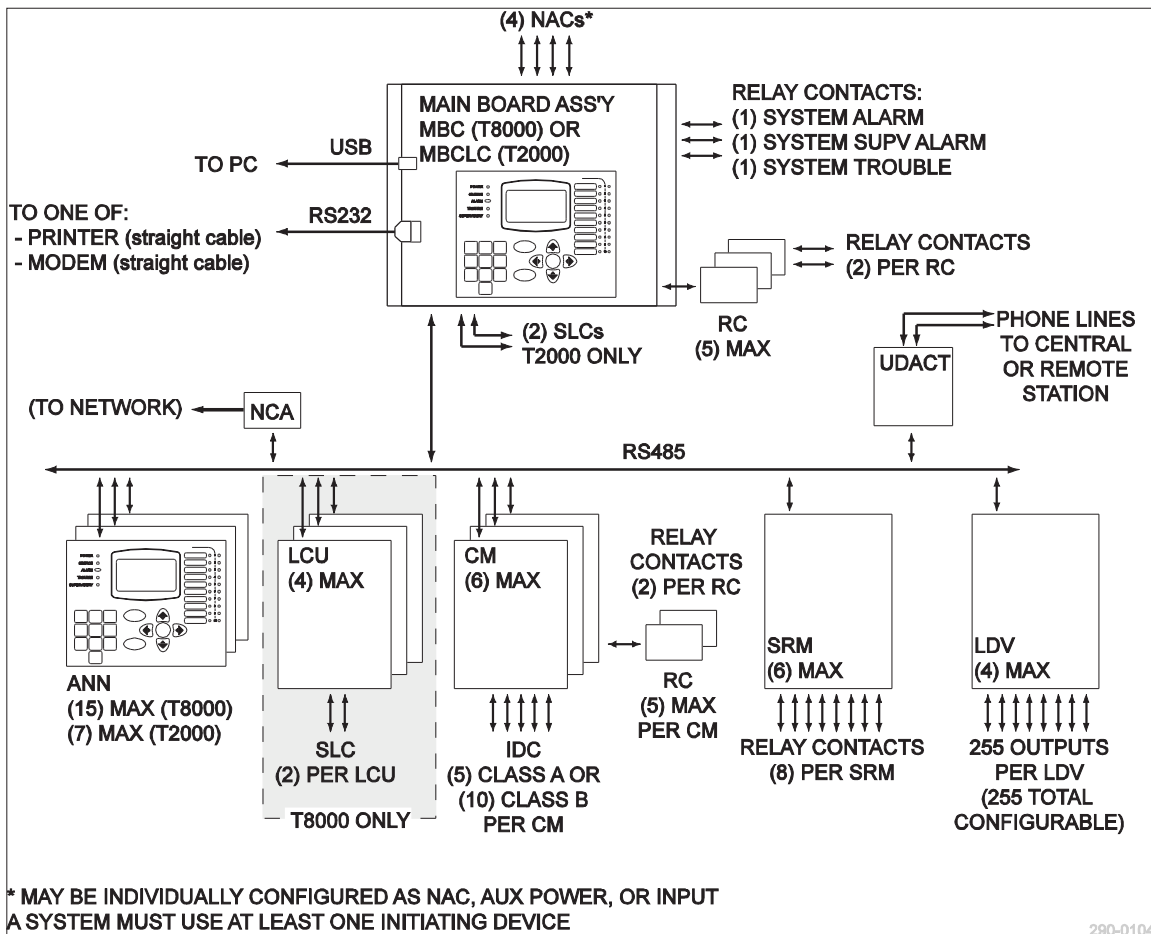 (4) NACs*
MAIN BOARD ASS'Y
MBC (T8000) OR
MBCLC (T2000)
RELAY CONTACTS:
(1) SYSTEM ALARM
(1) SYSTEM SUPV ALARM
(1) SYSTEM TROUBLE
USB
TO PC
TO ONE OF:
- PRINTER (straight cable)
- MODEM (straight cable)
RS232
RELAY CONTACTS
(2) PER RC
RC
(5) MAX
(2) SLCs
T2000 ONLY
UDACT
PHONE LINES
TO CENTRAL
OR REMOTE
STATION
(TO NETWORK)
NCA
RS485
ANN
(15) MAX (T8000)
(7) MAX (T2000)
LCU
(4) MAX
SLC
(2) PER LCU
T8000 ONLY
CM
(6) MAX
IDC
(5) CLASS A OR
(10) CLASS B
PER CM
RELAY
CONTACTS
(2) PER RC
RC
(5) MAX
PER CM
SRM
(6) MAX
RELAY CONTACTS
(8) PER SRM
LDV
(4) MAX
255 OUTPUTS
PER LDV
(255 TOTAL
CONFIGURABLE)
* MAY BE INDIVIDUALLY CONFIGURED AS NAC, AUX POWER, OR INPUT
A SYSTEM MUST USE AT LEAST ONE INITIATING DEVICE
290-0104